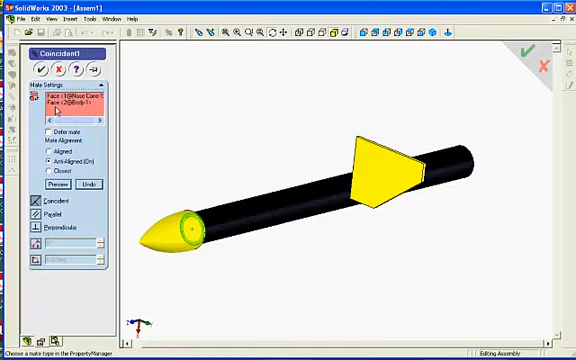 SolidWorks 2003 - [Assem1]
File Edit View Insert Tools Window Help
Coincident1
Mate Settings
Face <1@Nose Cone-1
Face <2@Body-1>
Defer mate
Mate Alignment
Aligned
Anti-Aligned (On)
Closest
Preview Undo
Coincident
Parallel
Perpendicular
Choose a mate type in the PropertyManager
Editing Assembly